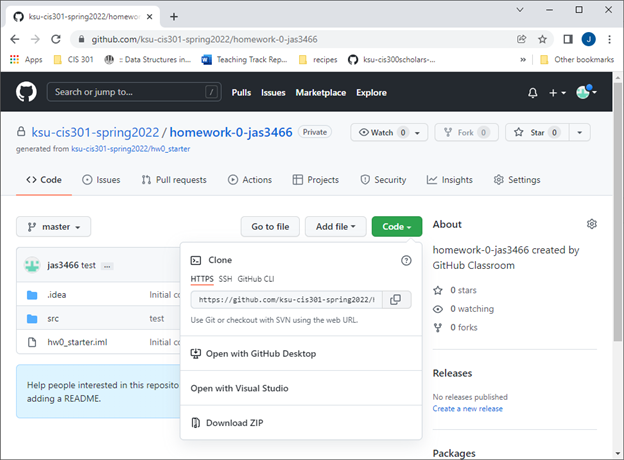 ksu-cis301-spring2022/homewor
github.com/ksu-cis301-spring2022/homework-0-jas3466
J
Apps CIS 301 :: Data Structures... Teaching Track Rep... recipes ksu-cis300scholars-... » Other bookmarks
Search or jump to... / Pulls Issues Marketplace Explore
ksu-cis301-spring2022 / homework-0-jas3466 Private Watch 0 Fork 0 Star 0
generated from ksu-cis301-spring2022/hw0_starter
Code Issues Pull requests Actions Projects Security Insights Settings
master Go to file Add file Code About
jas3466 test ...
.idea Initial co
src test
hw0_starter.iml Initial co
Help people interested in this reposito
adding a README.
Clone
HTTPS SSH GitHub CLI
https://github.com/ksu-cis301-spring2022/
Use Git or checkout with SVN using the web URL.
Open with GitHub Desktop
Open with Visual Studio
Download ZIP
homework-0-jas3466 created by
GitHub Classroom
0 stars
0 watching
0 forks
Releases
No releases published
Create a new release
Packages